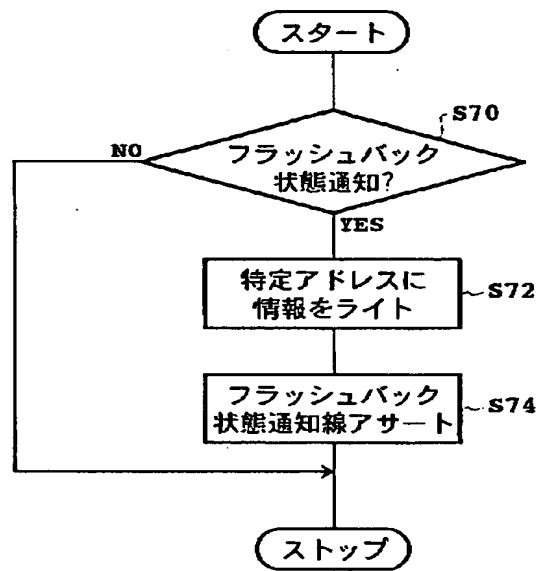 スタート
S70
NO
フラッシュバック
状態通知?
YES
特定アドレスに
情報をライト
S72
フラッシュバック
状態通知線アサート
S74
ストップ